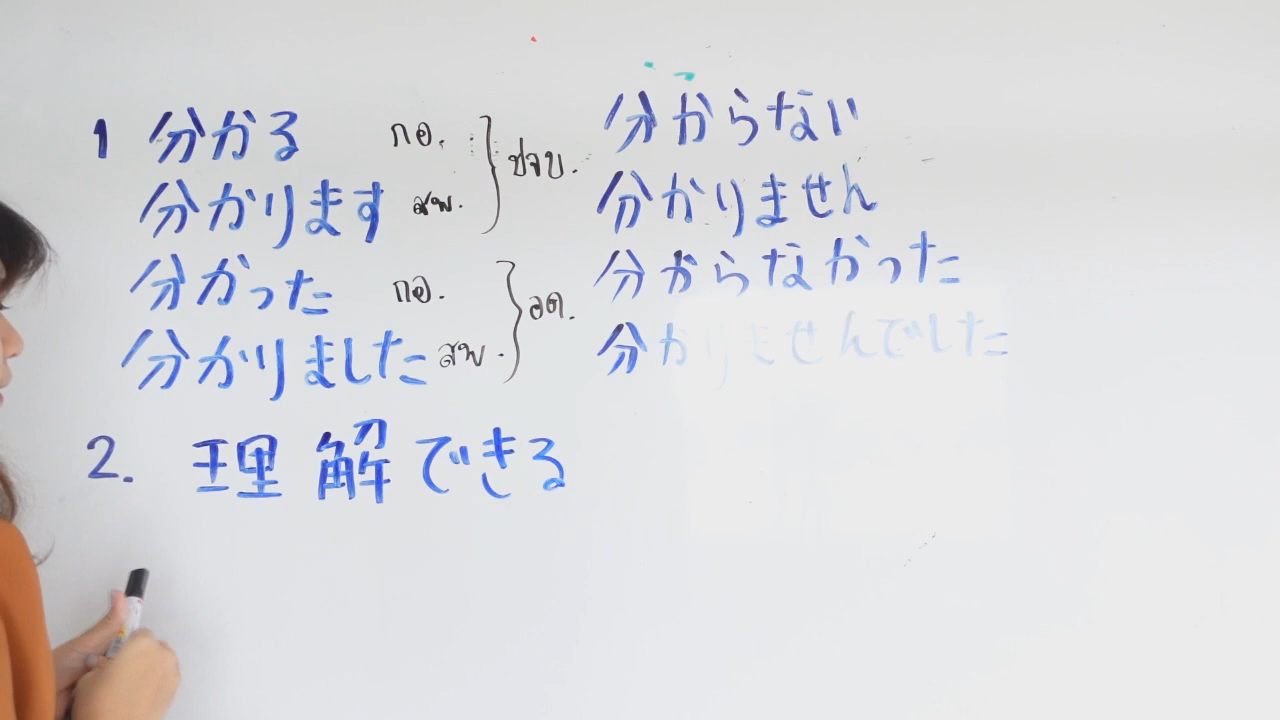 1 分かる กอ. 分からない
分かります สพ. ปจบ. 分かりません
分かった กอ. 分からなかった
分かりました สพ. อด. 分かりませんでした
2. 理解できる